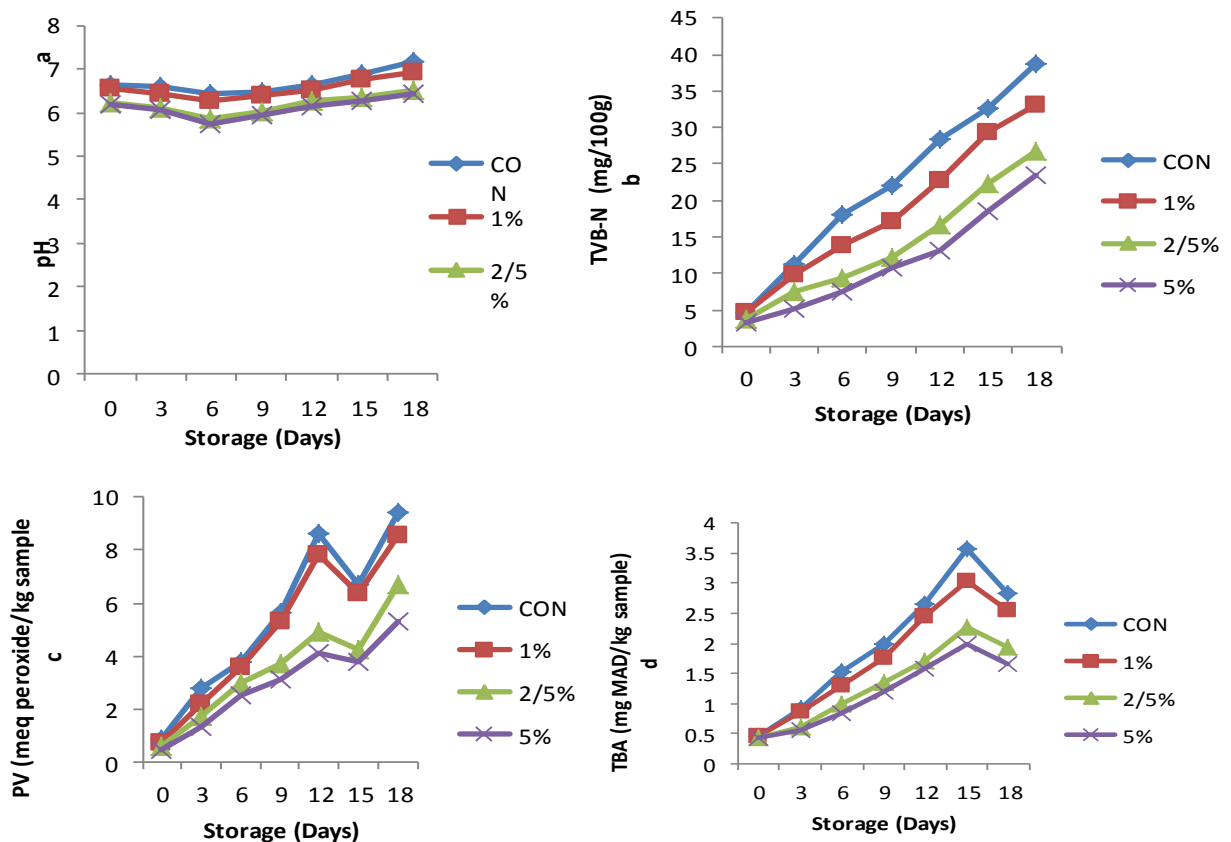 a
pH
8
7
6
5
4
3
2
1
0
0 3 6 9 12 15 18
Storage (Days)
CO
N
1%
2/5
%
TVB-N (mg/100g)
b
45
40
35
30
25
20
15
10
5
0
0 3 6 9 12 15 18
Storage (Days)
CON
1%
2/5%
5%
PV (meq peroxide/kg sample
c
10
8
6
4
2
0
0 3 6 9 12 15 18
Storage (Days)
CON
1%
2/5%
5%
TBA (mg MAD/kg sample)
d
4
3.5
3
2.5
2
1.5
1
0.5
0
0 3 6 9 12 15 18
Storage (Days)
CON
1%
2/5%
5%